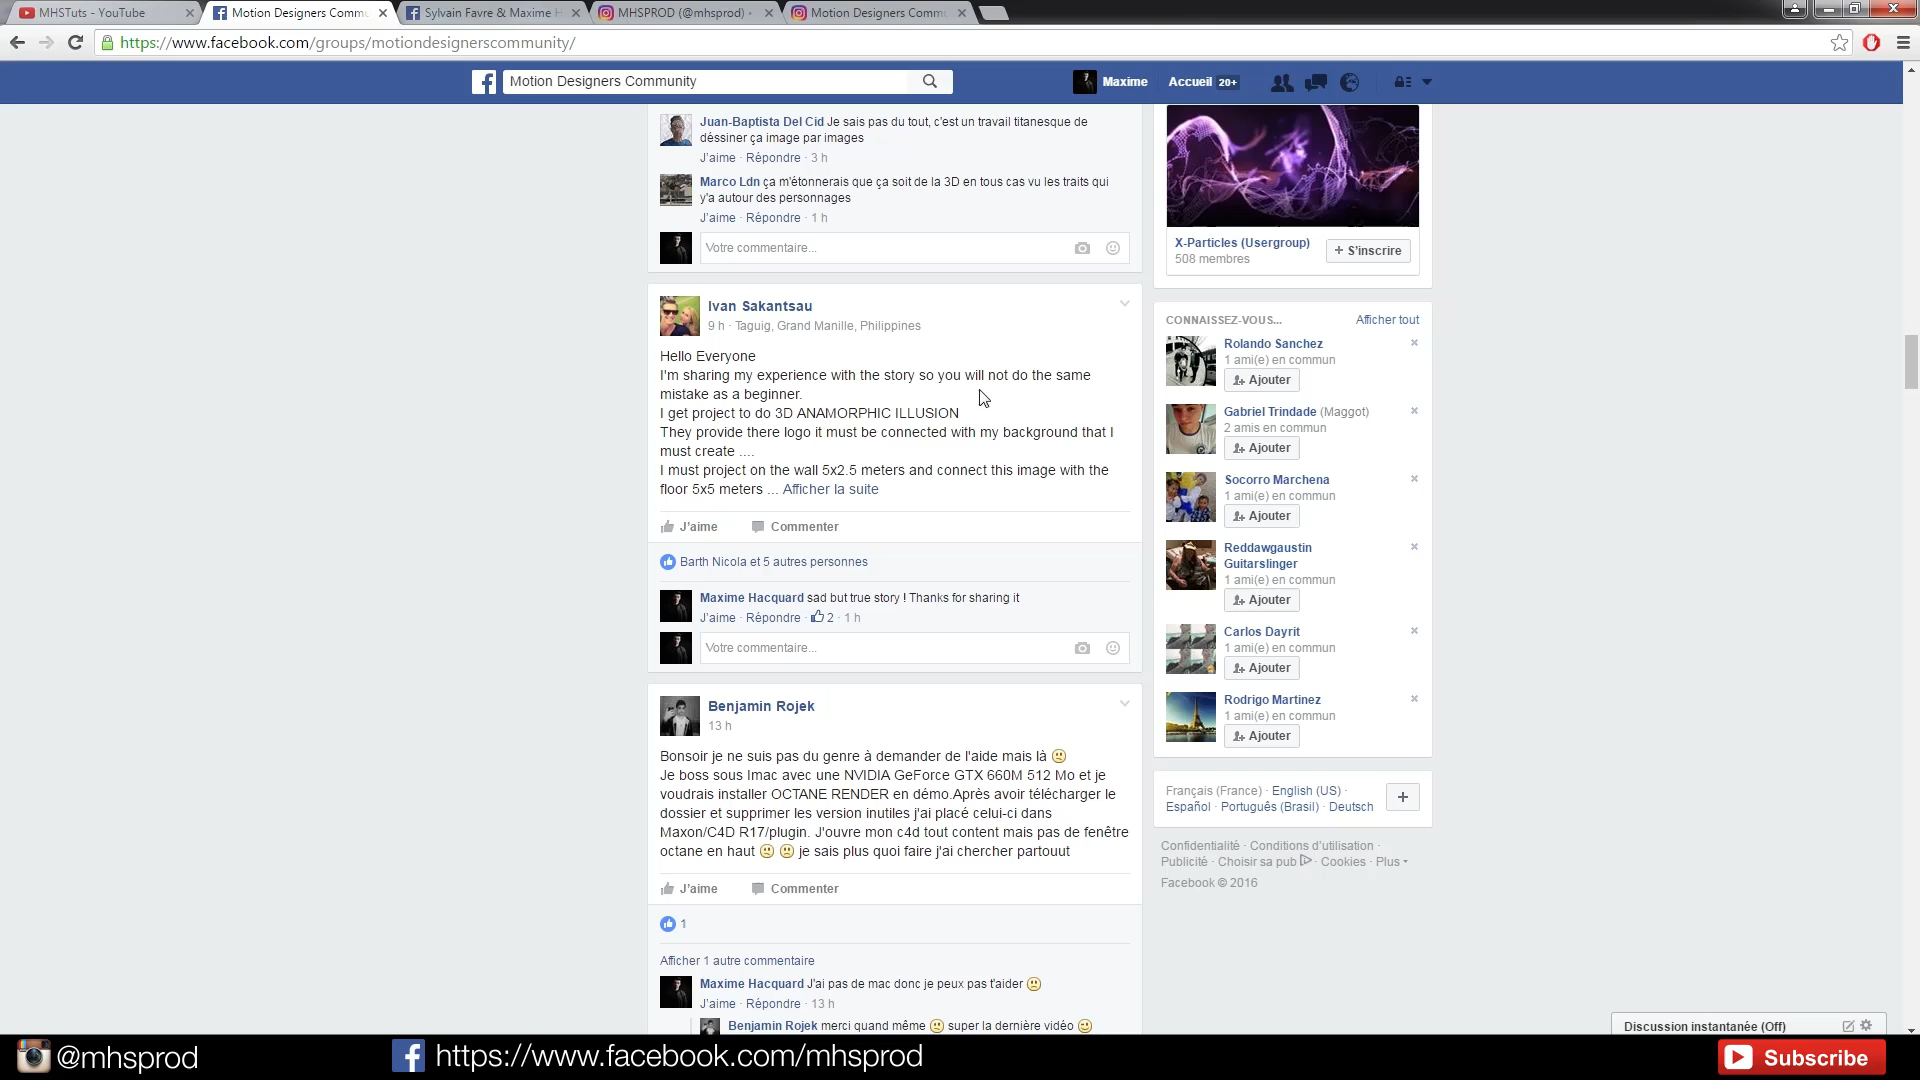 MHSTuts - YouTube
Motion Designers Commu
Sylvain Favre & Maxime H
MHSPROD (@mhsprod) •
Motion Designers Commu
https://www.facebook.com/groups/motiondesignerscommunity/
Motion Designers Community
Maxime
Accueil 20+
Juan-Baptista Del Cid Je sais pas du tout, c'est un travail titanesque de
déssiner ça image par images
J'aime · Répondre · 3 h
Marco Ldn ça m'étonnerais que ça soit de la 3D en tous cas vu les traits qui
y'a autour des personnages
J'aime · Répondre · 1 h
Votre commentaire...
Ivan Sakantsau
9 h · Taguig, Grand Manille, Philippines
Hello Everyone
I'm sharing my experience with the story so you will not do the same
mistake as a beginner.
I get project to do 3D ANAMORPHIC ILLUSION
They provide there logo it must be connected with my background that I
must create ....
I must project on the wall 5x2.5 meters and connect this image with the
floor 5x5 meters ... Afficher la suite
J'aime Commenter
Barth Nicola et 5 autres personnes
Maxime Hacquard sad but true story ! Thanks for sharing it
J'aime · Répondre · 2 · 1 h
Votre commentaire...
Benjamin Rojek
13 h
Bonsoir je ne suis pas du genre à demander de l'aide mais là
Je boss sous Imac avec une NVIDIA GeForce GTX 660M 512 Mo et je
voudrais installer OCTANE RENDER en démo.Après avoir télécharger le
dossier et supprimer les version inutiles j'ai placé celui-ci dans
Maxon/C4D R17/plugin. J'ouvre mon c4d tout content mais pas de fenêtre
octane en haut je sais plus quoi faire j'ai chercher partouut
J'aime Commenter
1
Afficher 1 autre commentaire
Maxime Hacquard J'ai pas de mac donc je peux pas t'aider
J'aime · Répondre · 13 h
Benjamin Rojek merci quand même super la dernière vidéo
X-Particles (Usergroup)
508 membres
+ S'inscrire
CONNAISSEZ-VOUS...
Afficher tout
Rolando Sanchez
1 ami(e) en commun
Ajouter
Gabriel Trindade (Maggot)
2 amis en commun
Ajouter
Socorro Marchena
1 ami(e) en commun
Ajouter
Reddawgaustin
Guitarslinger
1 ami(e) en commun
Ajouter
Carlos Dayrit
1 ami(e) en commun
Ajouter
Rodrigo Martinez
1 ami(e) en commun
Ajouter
Français (France) · English (US) ·
Español · Português (Brasil) · Deutsch
Confidentialité · Conditions d'utilisation ·
Publicité · Choisir sa pub · Cookies · Plus
Facebook © 2016
Discussion instantanée (Off)
@mhsprod
https://www.facebook.com/mhsprod
Subscribe